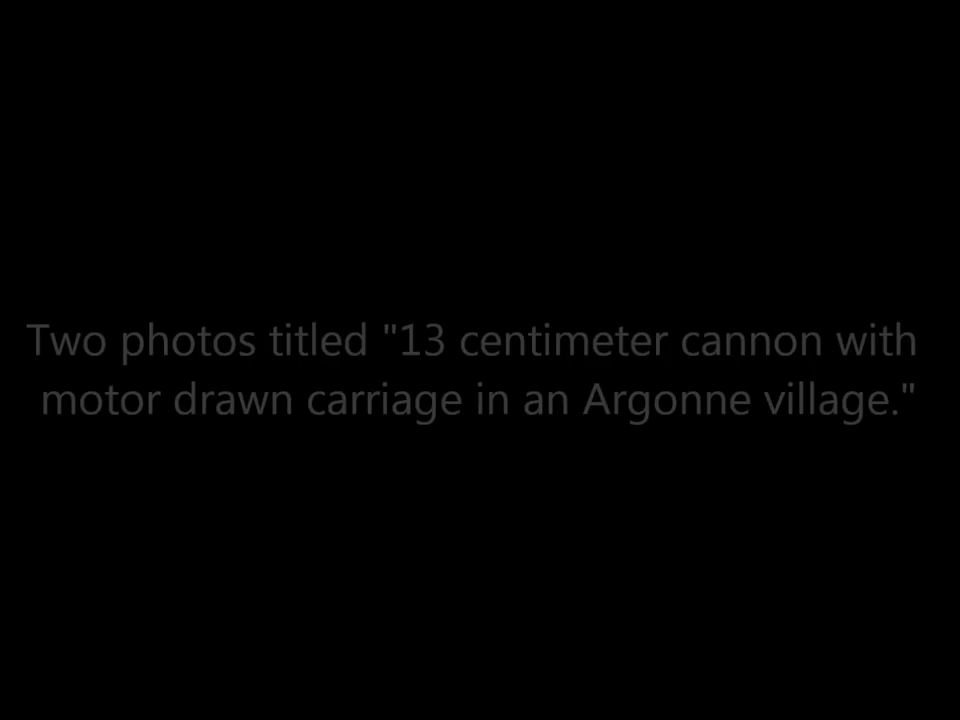 Two photos titled "13 centimeter cannon with
motor drawn carriage in an Argonne village."